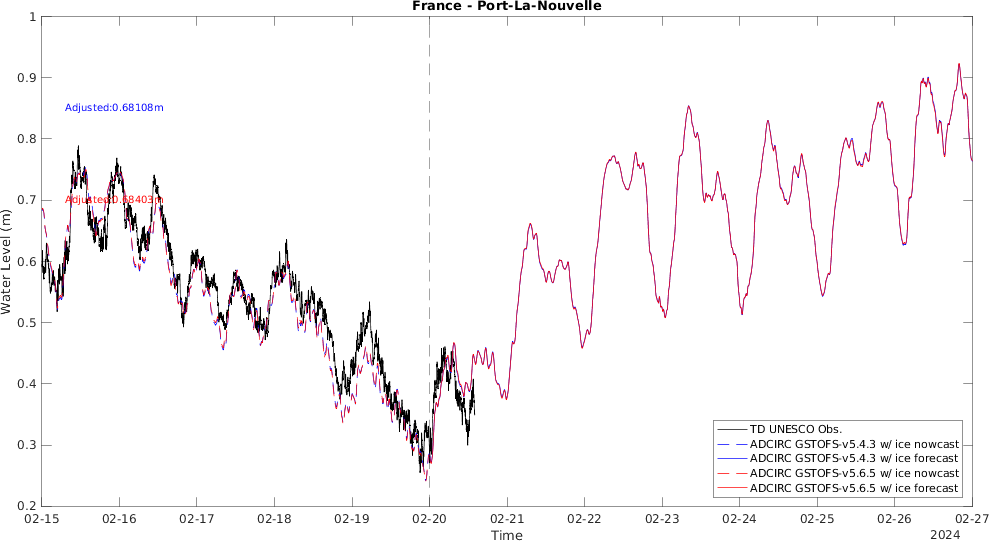 France - Port-La-Nouvelle
1
0.9
0.8
0.7
0.6
0.5
0.4
0.3
0.2
Water Level (m)
Adjusted:0.68108m
Adjusted:0.68403m
TD UNESCO Obs.
ADCIRC GSTOFS-v5.4.3 w/ ice nowcast
ADCIRC GSTOFS-v5.4.3 w/ ice forecast
ADCIRC GSTOFS-v5.6.5 w/ ice nowcast
ADCIRC GSTOFS-v5.6.5 w/ ice forecast
02-15 02-16 02-17 02-18 02-19 02-20 02-21 02-22 02-23 02-24 02-25 02-26 02-27
Time
2024